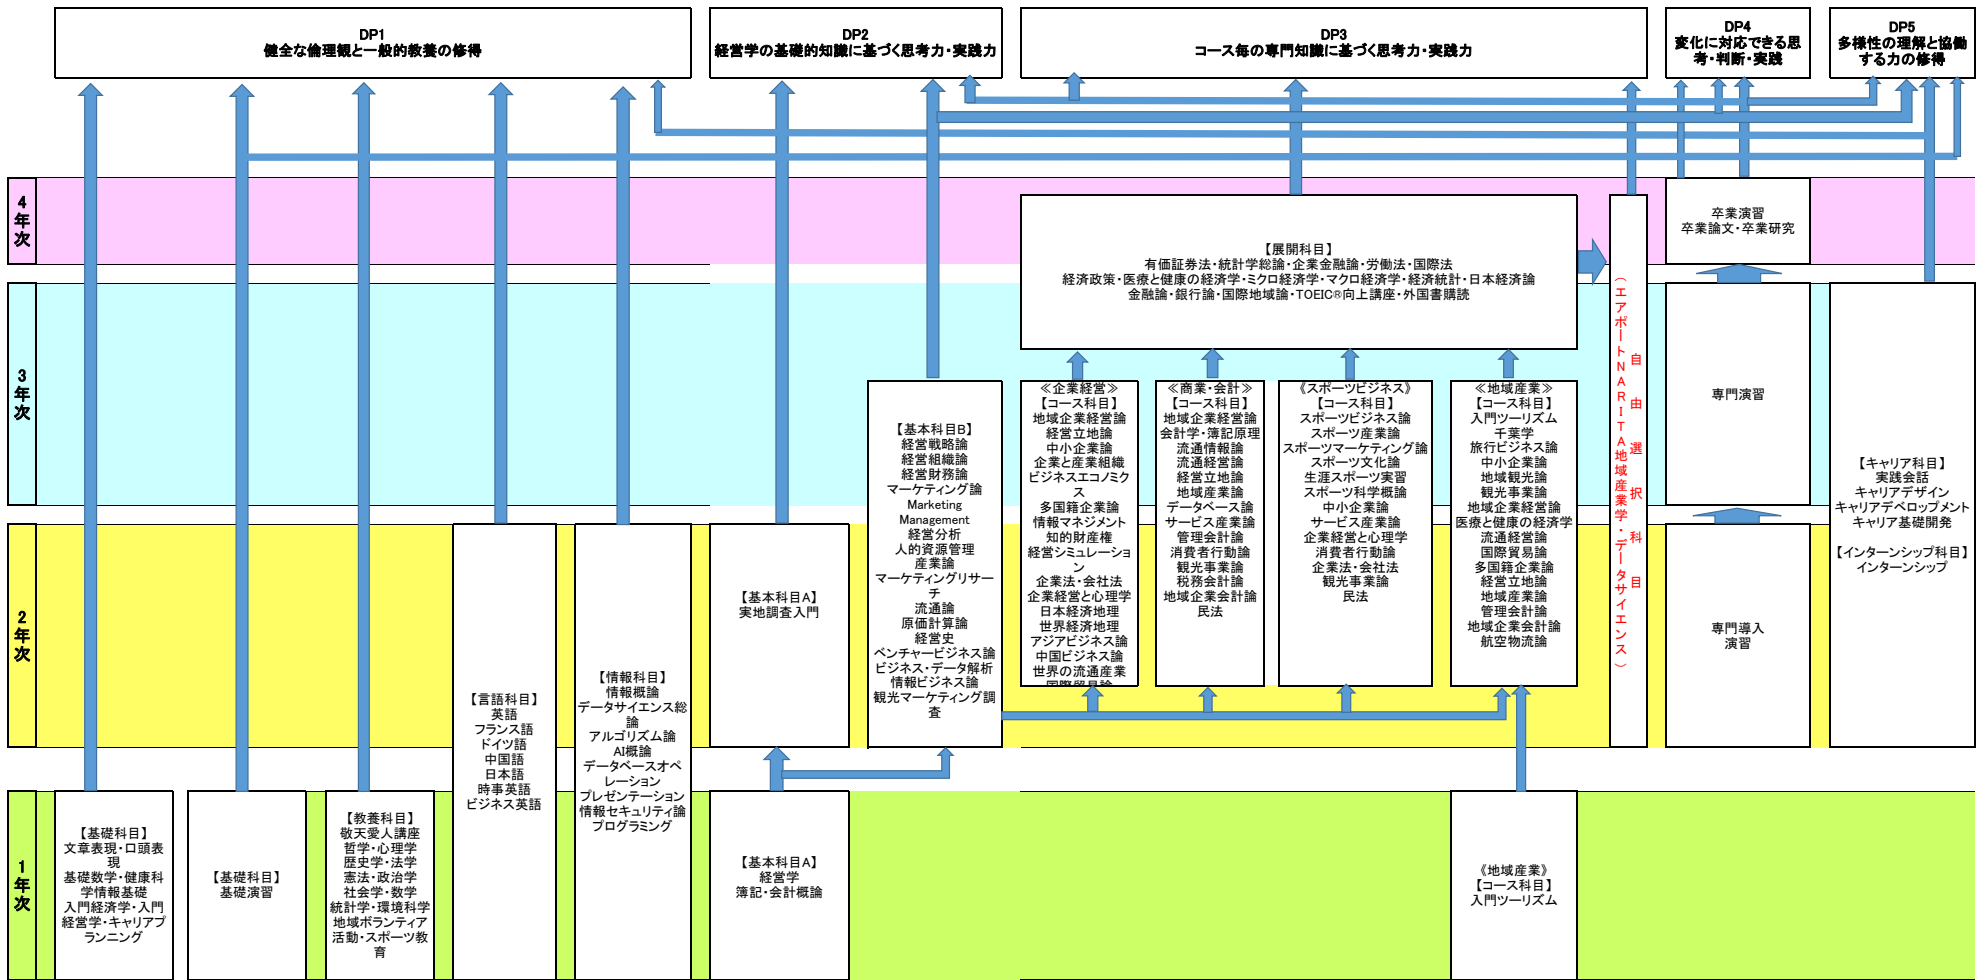 DP1
健全な倫理観と一般的教養の修得
DP2
経営学の基礎的知識に基づく思考力・実践力
DP3
コース毎の専門知識に基づく思考力・実践力
DP4
変化に対応できる思
考・判断・実践
DP5
多様性の理解と協働
する力の修得
4年次
【展開科目】
有価証券法・統計学総論・企業金融論・労働法・国際法
経済政策・医療と健康の経済学・ミクロ経済学・マクロ経済学・経済統計・日本経済論
金融論・銀行論・国際地域論・TOEIC®向上講座・外国書購読
自由選択科目
（エアポートNARITA地域産業学・データサイエンス）
卒業演習
卒業論文・卒業研究
3年次
【基本科目B】
経営戦略論
経営組織論
経営財務論
マーケティング論
Marketing
Management
経営分析
人的資源管理
産業論
マーケティングリサー
チ
流通論
原価計算論
経営史
ベンチャービジネス論
ビジネス・データ解析
情報ビジネス論
観光マーケティング調
査
≪企業経営≫
【コース科目】
地域企業経営論
経営立地論
中小企業論
企業と産業組織
ビジネスエコノミク
ス
多国籍企業論
情報マネジメント
知的財産権
経営シミュレーショ
ン
企業法・会社法
企業経営と心理学
日本経済地理
世界経済地理
アジアビジネス論
中国ビジネス論
世界の流通産業
国際貿易論
≪商業・会計≫
【コース科目】
地域企業経営論
会計学・簿記原理
流通情報論
流通経営論
経営立地論
地域産業論
データベース論
サービス産業論
管理会計論
消費者行動論
観光事業論
税務会計論
地域企業会計論
民法
《スポーツビジネス》
【コース科目】
スポーツビジネス論
スポーツ産業論
スポーツマーケティング論
スポーツ文化論
生涯スポーツ実習
スポーツ科学概論
中小企業論
サービス産業論
企業経営と心理学
消費者行動論
企業法・会社法
観光事業論
民法
≪地域産業≫
【コース科目】
入門ツーリズム
千葉学
旅行ビジネス論
中小企業論
地域観光論
観光事業論
地域企業経営論
医療と健康の経済学
流通経営論
国際貿易論
多国籍企業論
経営立地論
地域産業論
管理会計論
地域企業会計論
航空物流論
専門演習
【キャリア科目】
実践会話
キャリアデザイン
キャリアデベロップメント
キャリア基礎開発
【インターンシップ科目】
インターンシップ
2年次
【言語科目】
英語
フランス語
ドイツ語
中国語
日本語
時事英語
ビジネス英語
【情報科目】
情報概論
データサイエンス総
論
アルゴリズム論
AI概論
データベースオペ
レーション
プレゼンテーション
情報セキュリティ論
プログラミング
【基本科目A】
実地調査入門
専門導入
演習
1年次
【基礎科目】
文章表現・口頭表
現
基礎数学・健康科
学情報基礎
入門経済学・入門
経営学・キャリアプ
ランニング
【基礎科目】
基礎演習
【教養科目】
敬天愛人講座
哲学・心理学
歴史学・法学
憲法・政治学
社会学・数学
統計学・環境科学
地域ボランティア
活動・スポーツ教
育
【基本科目A】
経営学
簿記・会計概論
《地域産業》
【コース科目】
入門ツーリズム